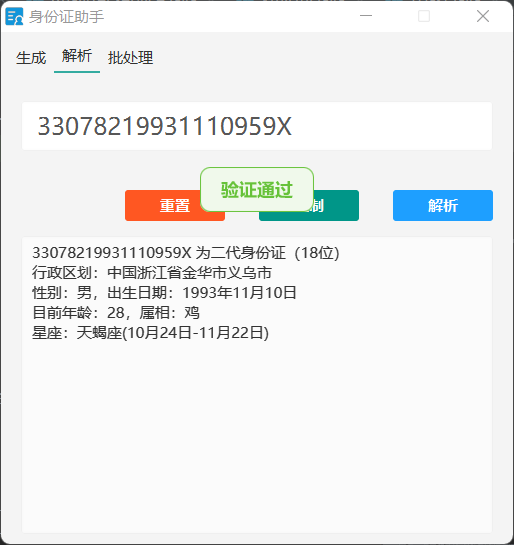 身份证助手
生成 解析 批处理
33078219931110959X
验证通过
重置 制 解析
33078219931110959X 为二代身份证（18位）
行政区划：中国浙江省金华市义乌市
性别：男，出生日期：1993年11月10日
目前年龄：28，属相：鸡
星座：天蝎座(10月24日-11月22日)